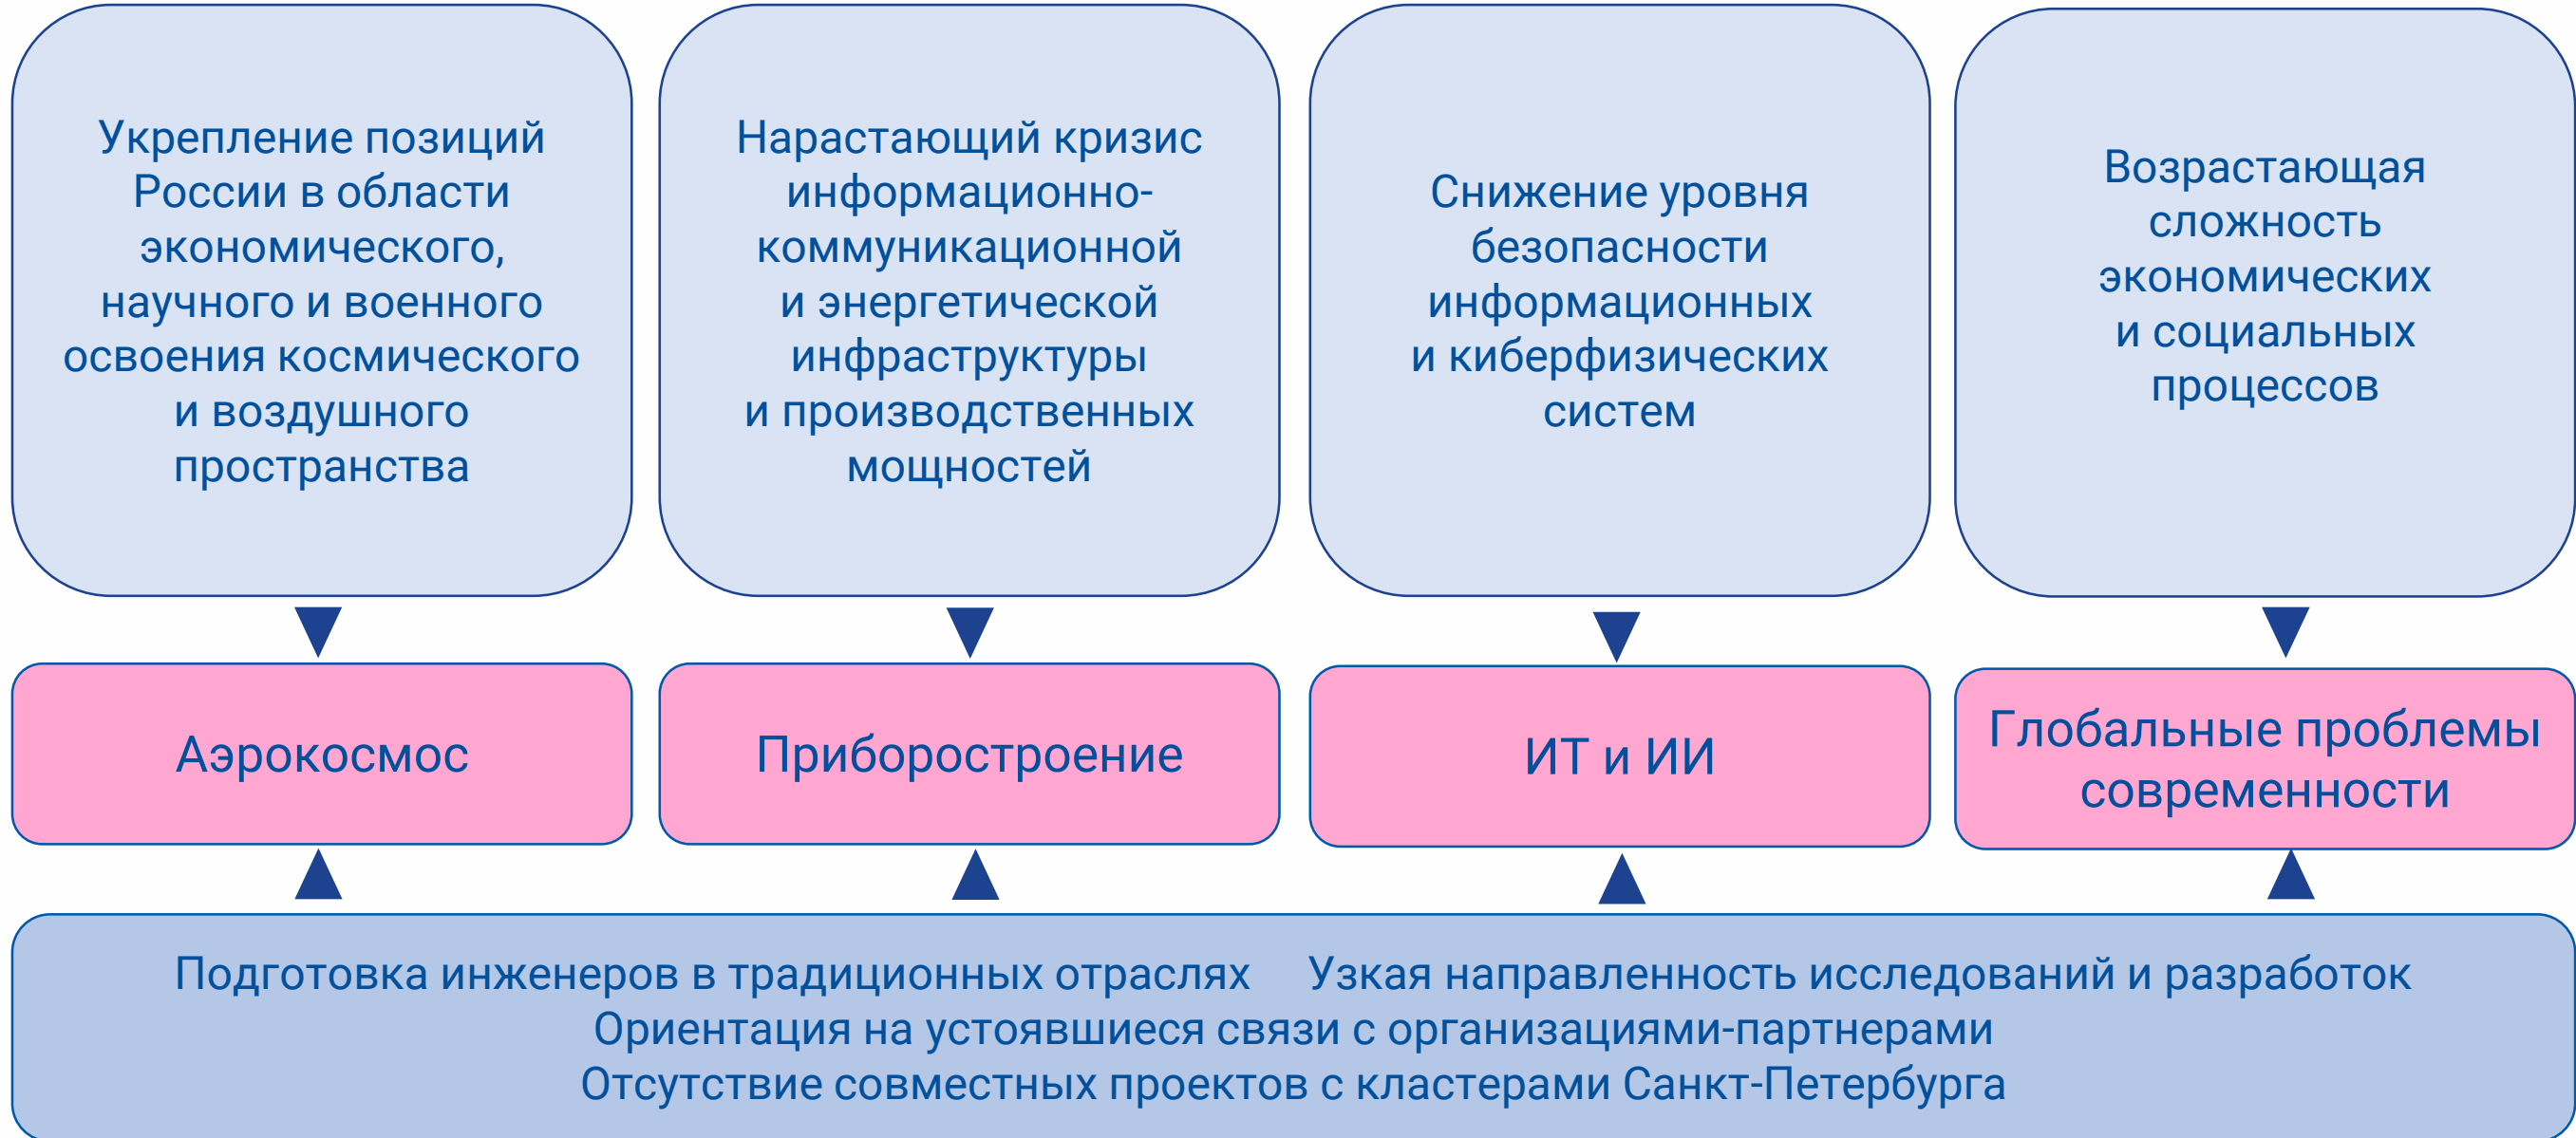 Укрепление позиций
России в области
экономического,
научного и военного
освоения космического
и воздушного
пространства
Нарастающий кризис
информационно-
коммуникационной
и энергетической
инфраструктуры
и производственных
мощностей
Снижение уровня
безопасности
информационных
и киберфизических
систем
Возрастающая
сложность
экономических
и социальных
процессов
Аэрокосмос
Приборостроение
ИТ и ИИ
Глобальные проблемы
современности
Подготовка инженеров в традиционных отраслях Узкая направленность исследований и разработок
Ориентация на устоявшиеся связи с организациями-партнерами
Отсутствие совместных проектов с кластерами Санкт-Петербурга